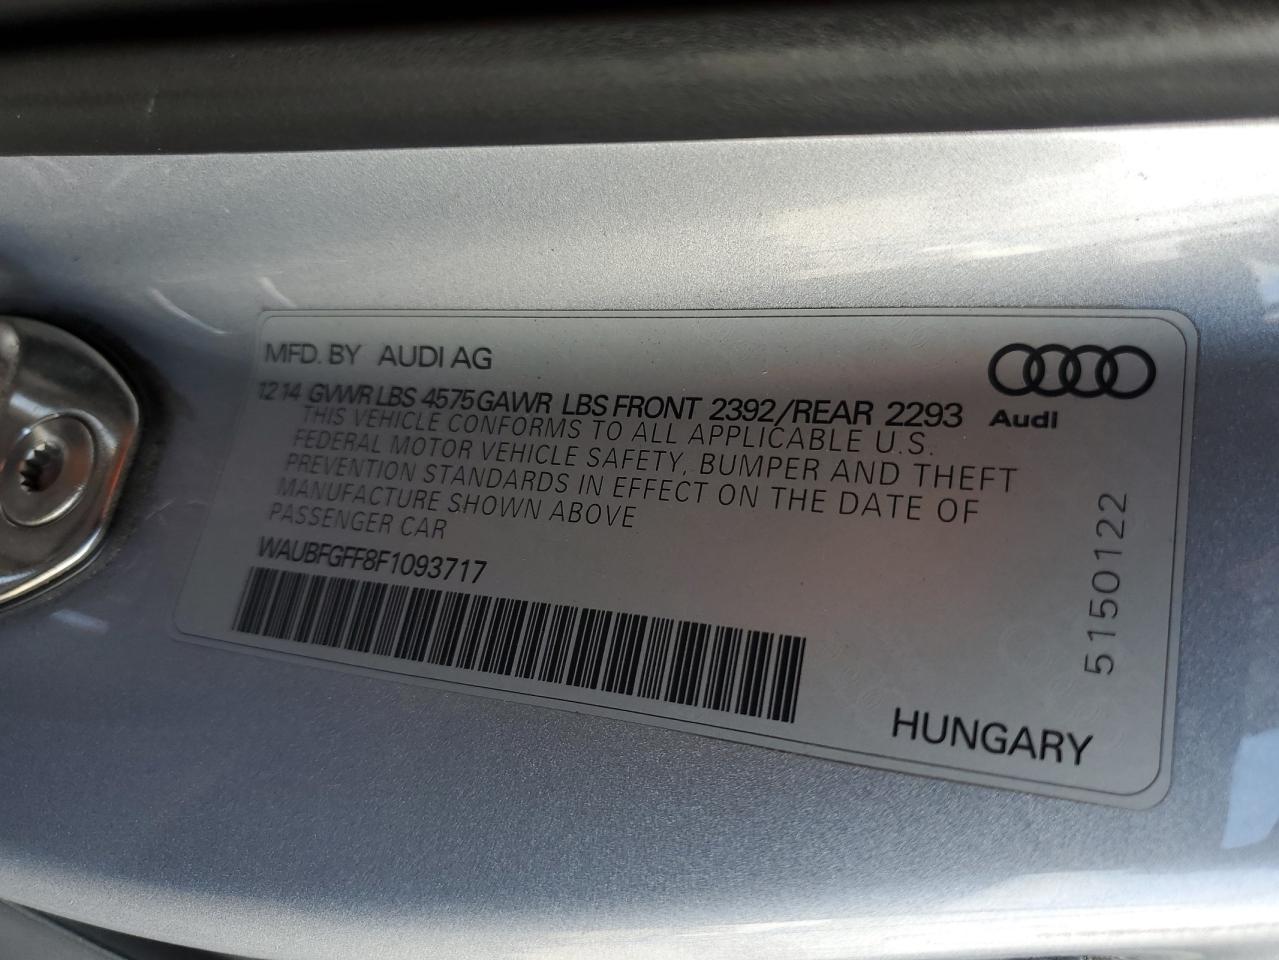 MFD. BY AUDI AG
12 14 GVWR LBS 4575 GAWR LBS FRONT 2392/REAR 2293
THIS VEHICLE CONFORMS TO ALL APPLICABLE U.S.
FEDERAL MOTOR VEHICLE SAFETY, BUMPER AND THEFT
PREVENTION STANDARDS IN EFFECT ON THE DATE OF
MANUFACTURE SHOWN ABOVE
PASSENGER CAR
WAUBFGFF8F1093717
Audi
5150122
HUNGARY